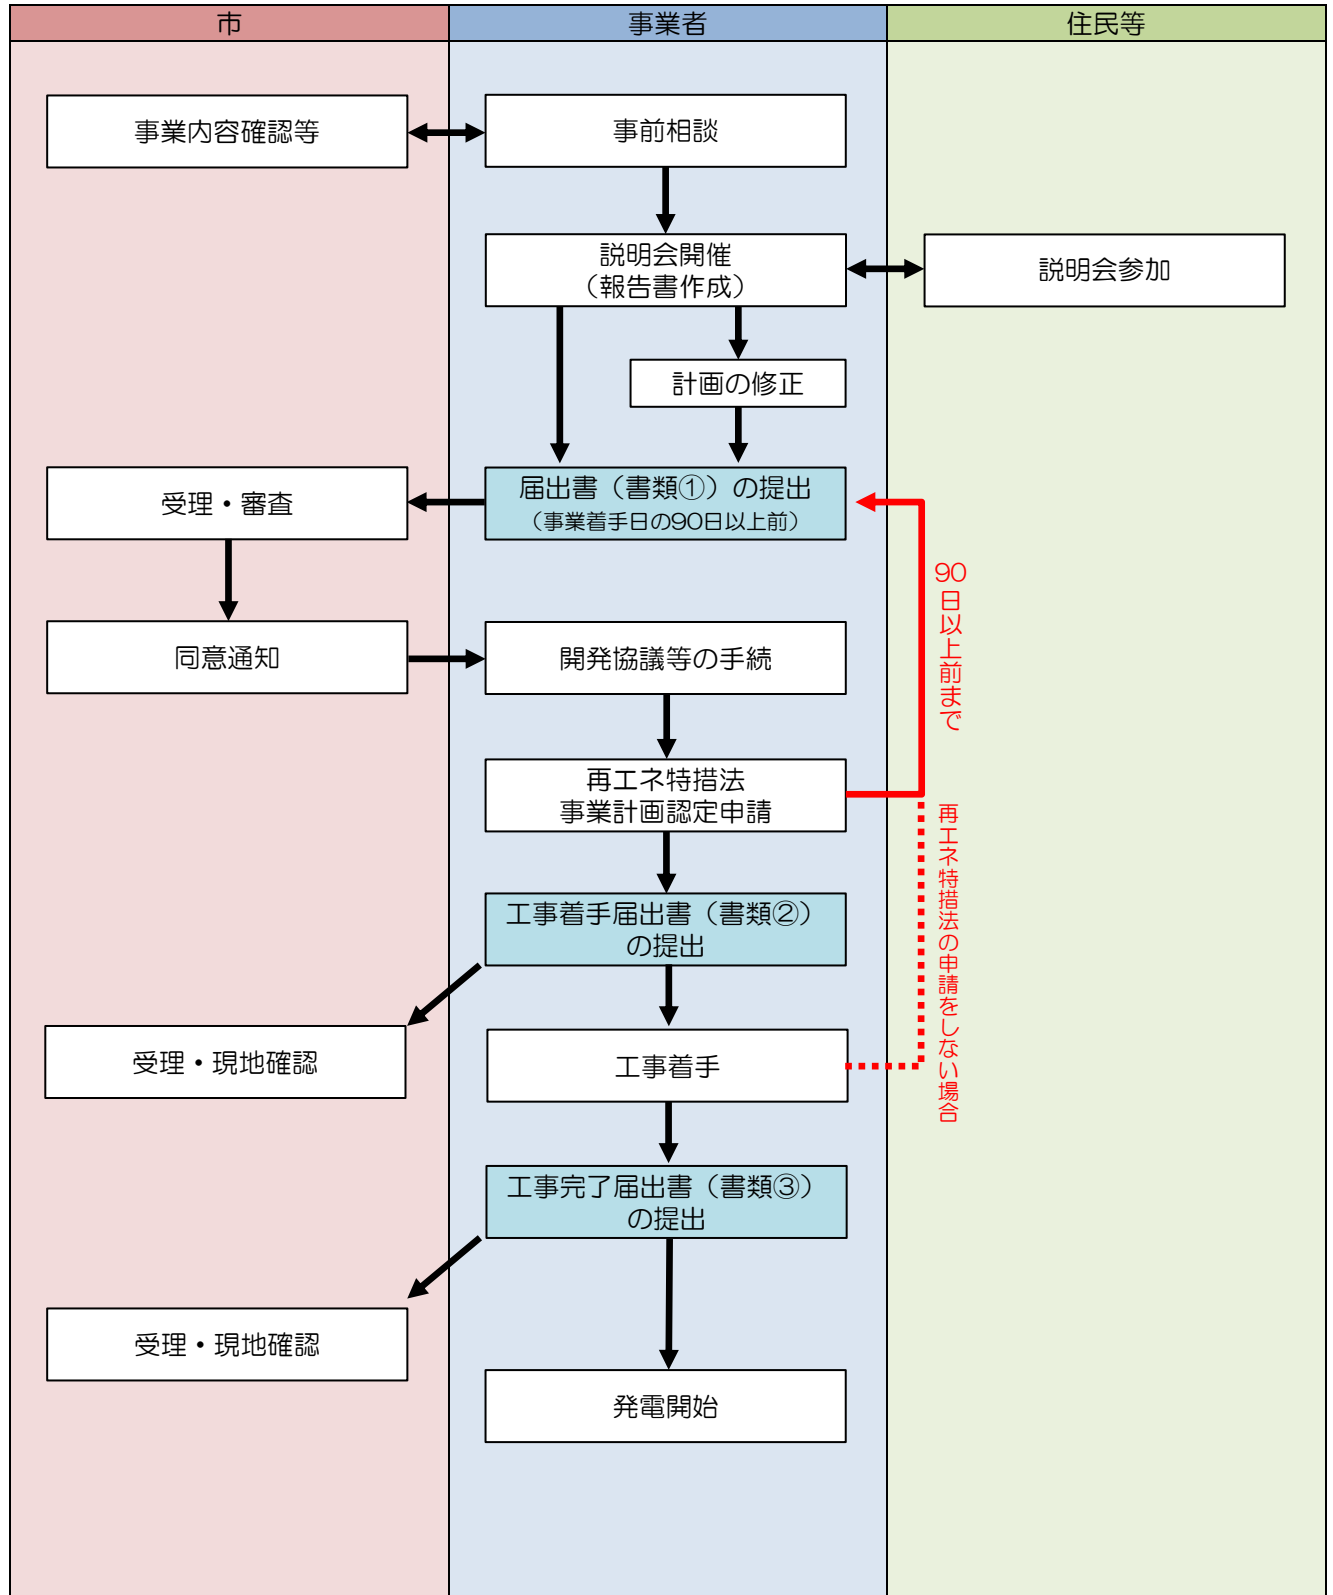 市
事業者
住民等
事業内容確認等
事前相談
説明会開催
（報告書作成）
説明会参加
計画の修正
受理・審査
届出書（書類①）の提出
（事業着手日の90日以上前）
90日以上前まで
同意通知
開発協議等の手続
再エネ特措法
事業計画認定申請
再エネ特措法の申請をしない場合
工事着手届出書（書類②）
の提出
受理・現地確認
工事着手
工事完了届出書（書類③）
の提出
受理・現地確認
発電開始